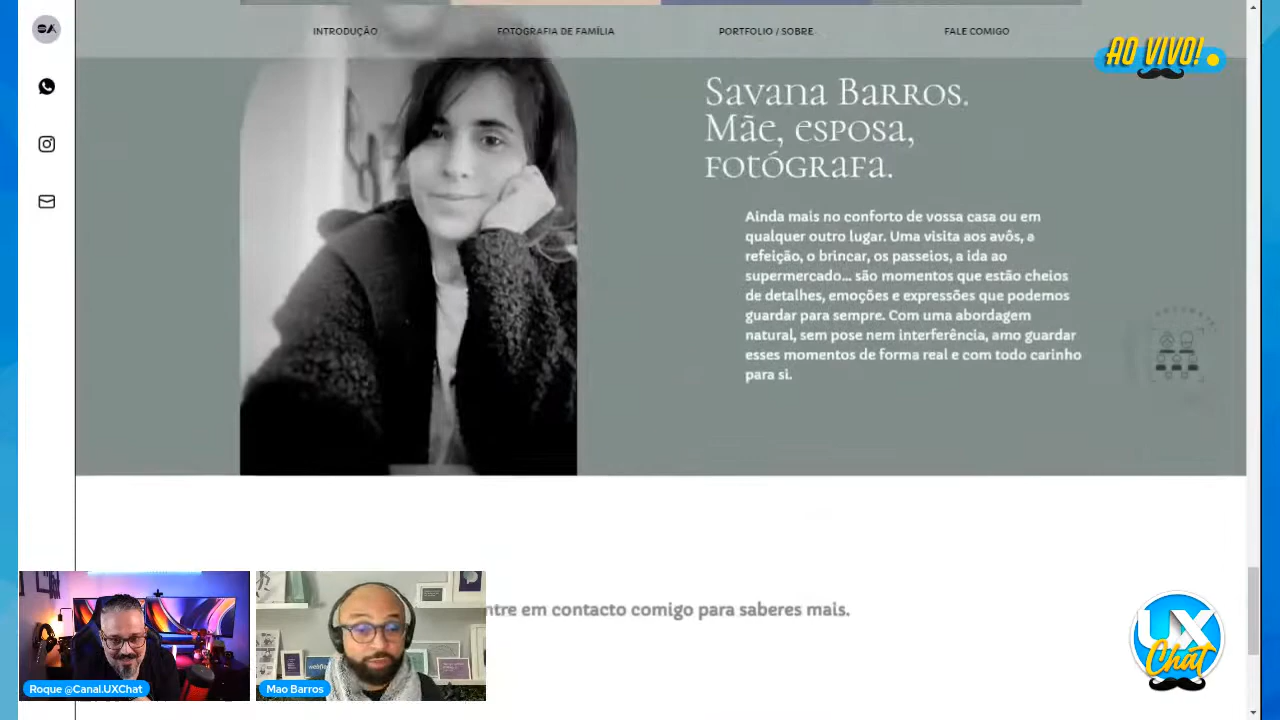 INTRODUÇÃO
FOTOGRAFIA DE FAMÍLIA
PORTFOLIO / SOBRE
FALE COMIGO
AO VIVO!
Savana Barros.
Mãe, esposa,
fotógrafa.
Ainda mais no conforto de vossa casa ou em
qualquer outro lugar. Uma visita aos avôs, a
refeição, o brincar, os passeios, a ida ao
supermercado... são momentos que estão cheios
de detalhes, emoções e expressões que podemos
guardar para sempre. Com uma abordagem
natural, sem pose nem interferência, amo guardar
esses momentos de forma real e com todo carinho
para si.
ntre em contacto comigo para saberes mais.
webflow
Roque @Canal.UXChat
Mao Barros
UX
Chat